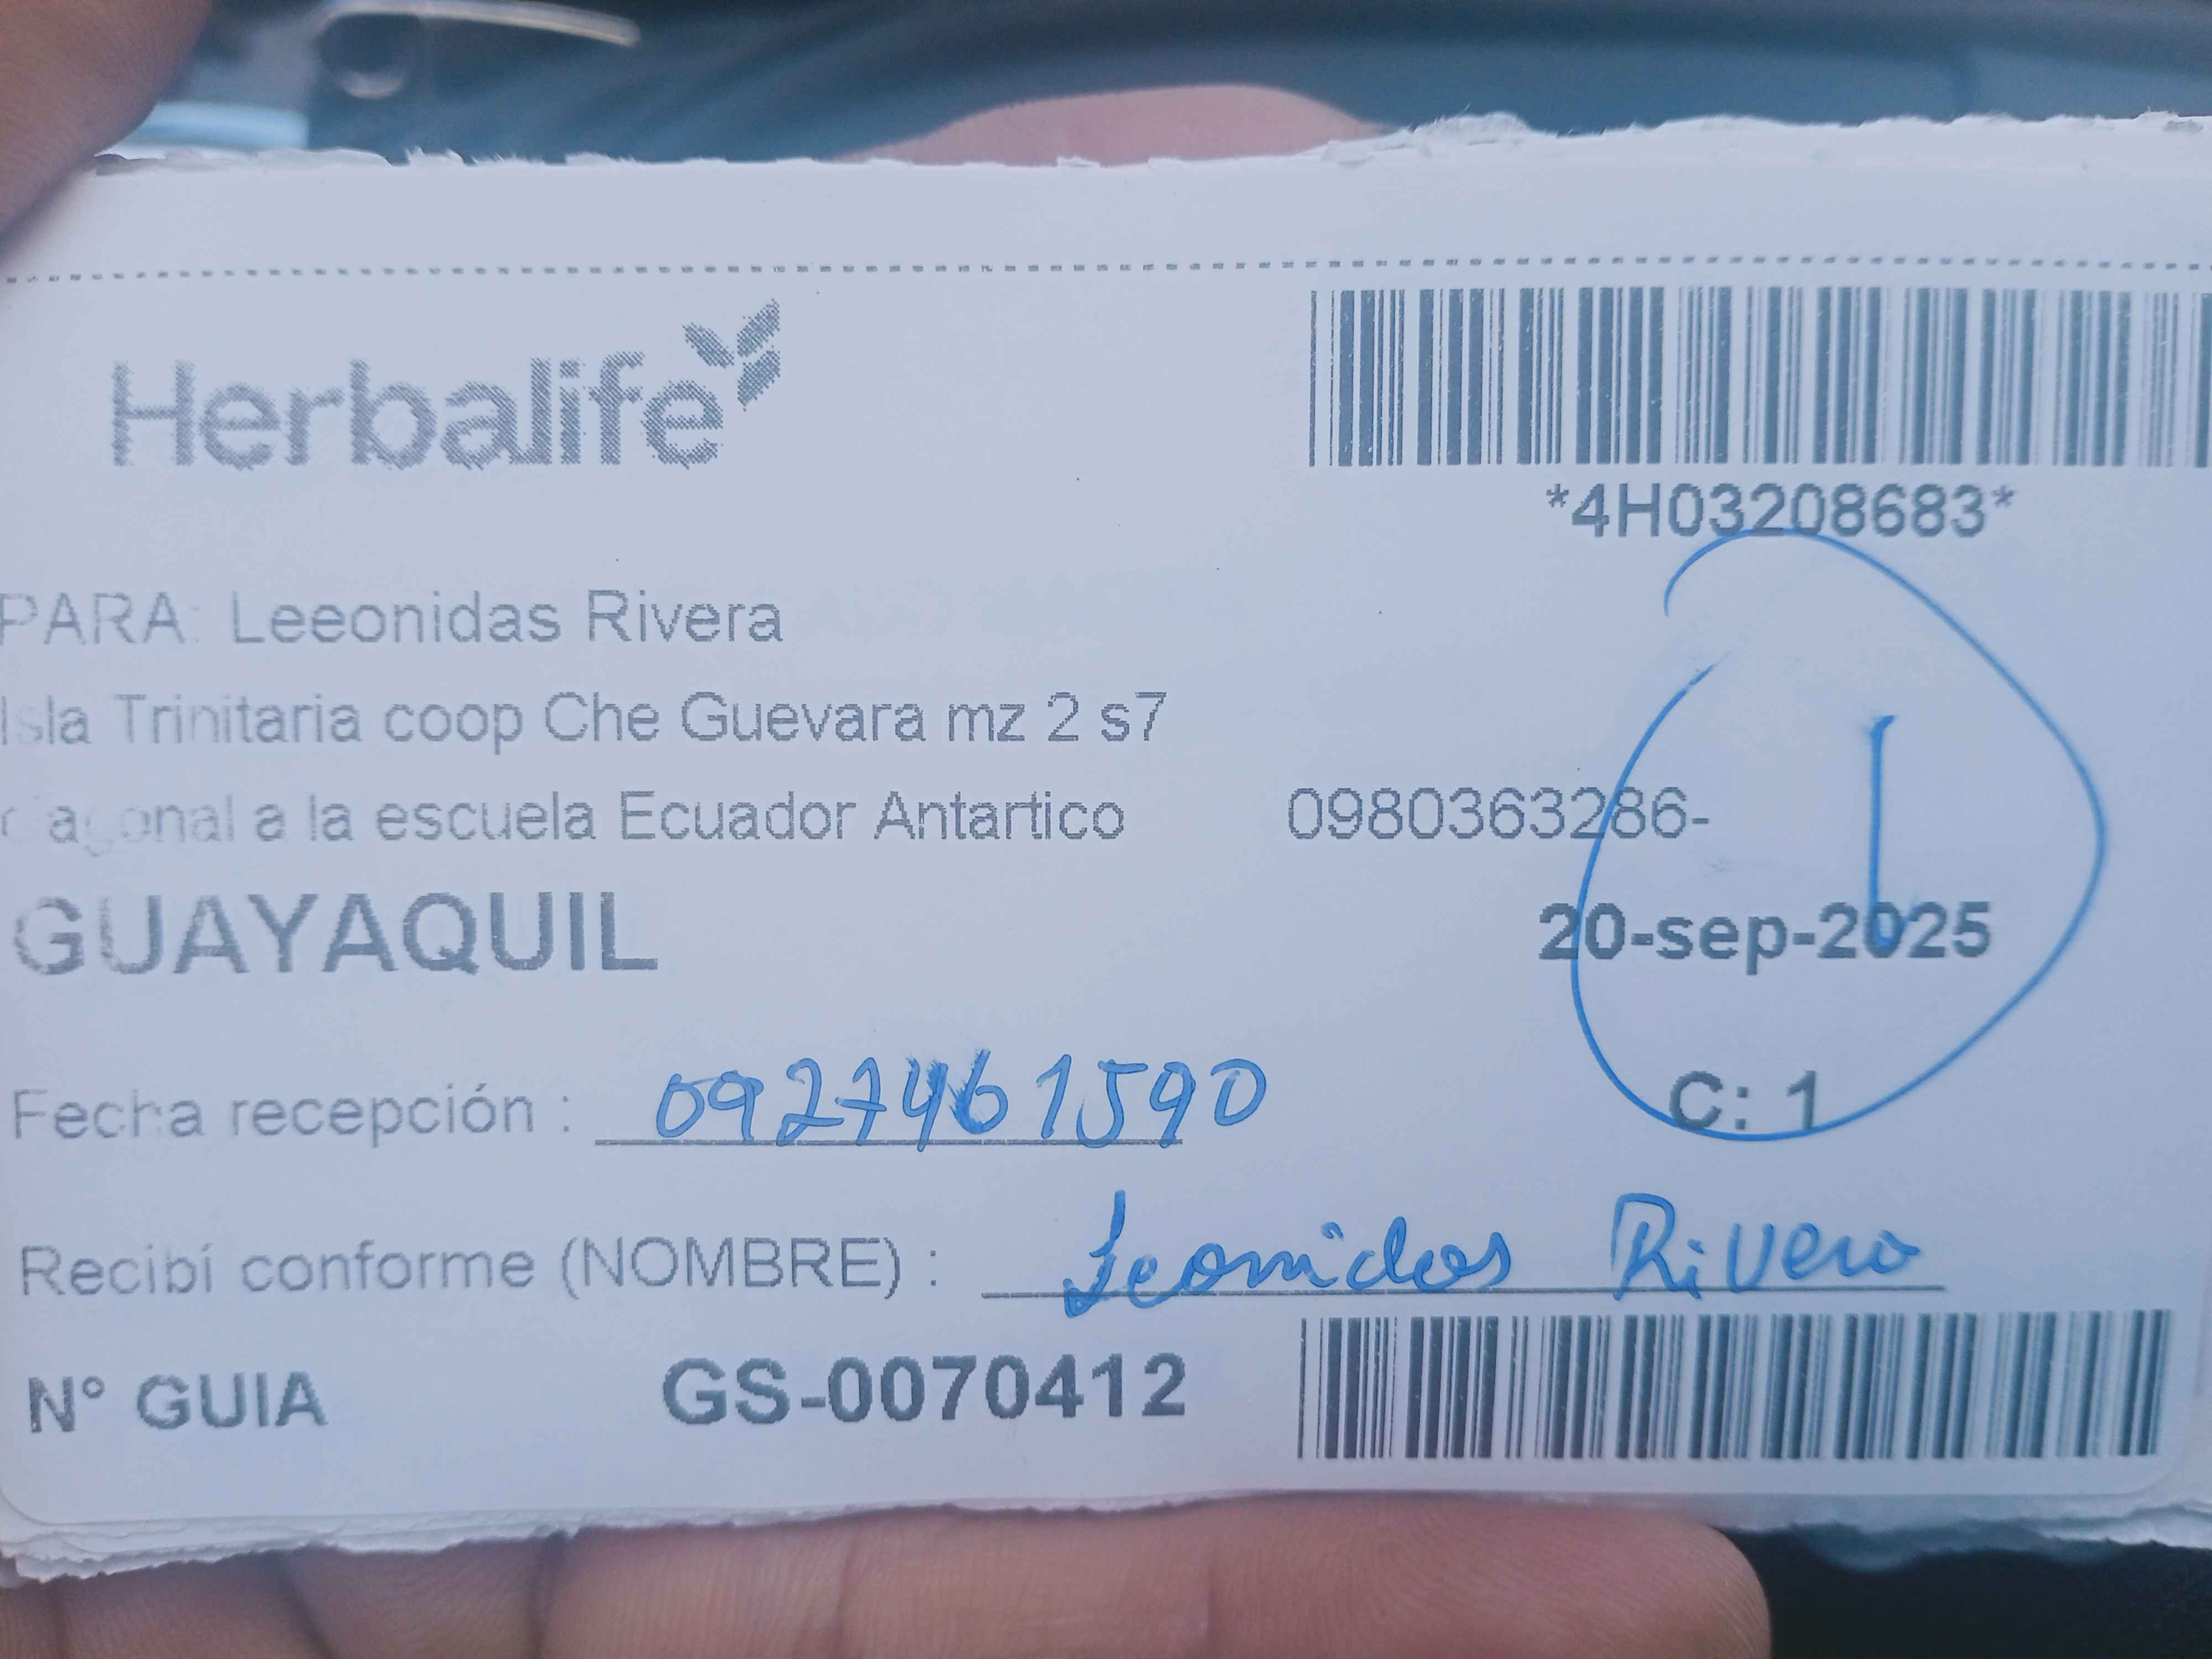 Herbalife
*4H03208683*
PARA: Leeonidas Rivera
Isla Trinitaria coop Che Guevara mz 2 s7
diagonal a la escuela Ecuador Antartico 0980363286-
GUAYAQUIL 20-sep-2025
1
C: 1
Fecha recepción : 0927461590
Recibí conforme (NOMBRE) : Leonidas Rivera
N° GUIA GS-0070412